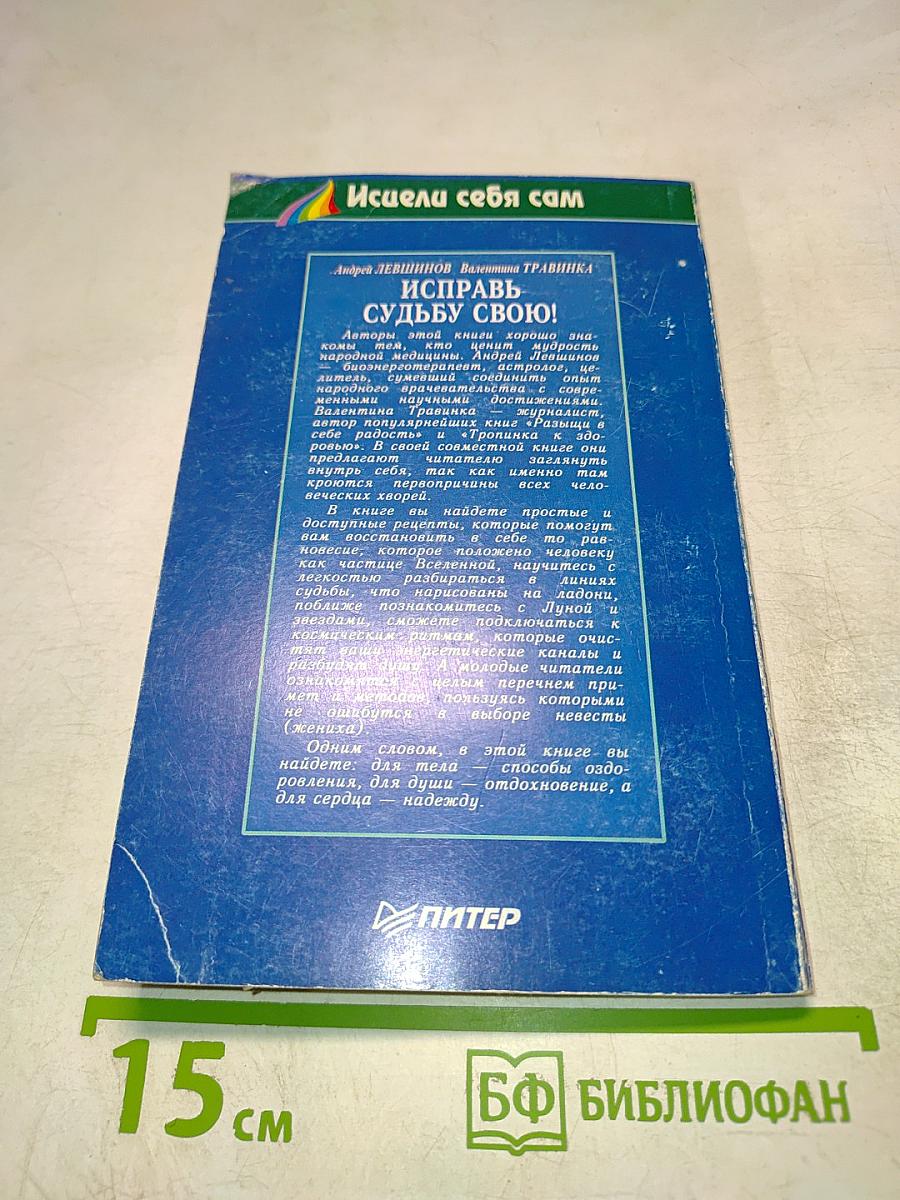 Исцели себя сам
Андрей ЛЕВШИНОВ Валентина ТРАВИНКА
ИСПРАВЬ
СУДЬБУ СВОЮ!
Авторы этой книги хорошо зна-
комы тем, кто ценит мудрость
народной медицины. Андрей Левшинов
— биоэнерготерапевт, астролог, це-
литель, сумевший соединить опыт
народного врачевательства с совре-
менными научными достижениями.
Валентина Травинка — журналист,
автор популярнейших книг «Разыщи в
себе радость» и «Тропинка к здо-
ровью». В своей совместной книге они
предлагают читателю заглянуть
внутрь себя, так как именно там
кроются первопричины всех чело-
веческих хворей.
В книге вы найдете простые и
доступные рецепты, которые помогут
вам восстановить в себе то рав-
новесие, которое положено человеку
как частице Вселенной, научитесь с
легкостью разбираться в линиях
судьбы, что нарисованы на ладони,
поближе познакомитесь с Луной и
звездами, сможете подключаться к
космическим ритмам, которые очис-
тят ваши энергетические каналы и
разбудят душу. А молодые читатели
ознакомятся с целым перечнем при-
мет и методов, пользуясь которыми
не ошибутся в выборе невесты
(жениха).
Одним словом, в этой книге вы
найдете: для тела — способы оздо-
ровления, для души — отдохновение, а
для сердца — надежду.
ПИТЕР
15 см
БФ БИБЛИОФАН